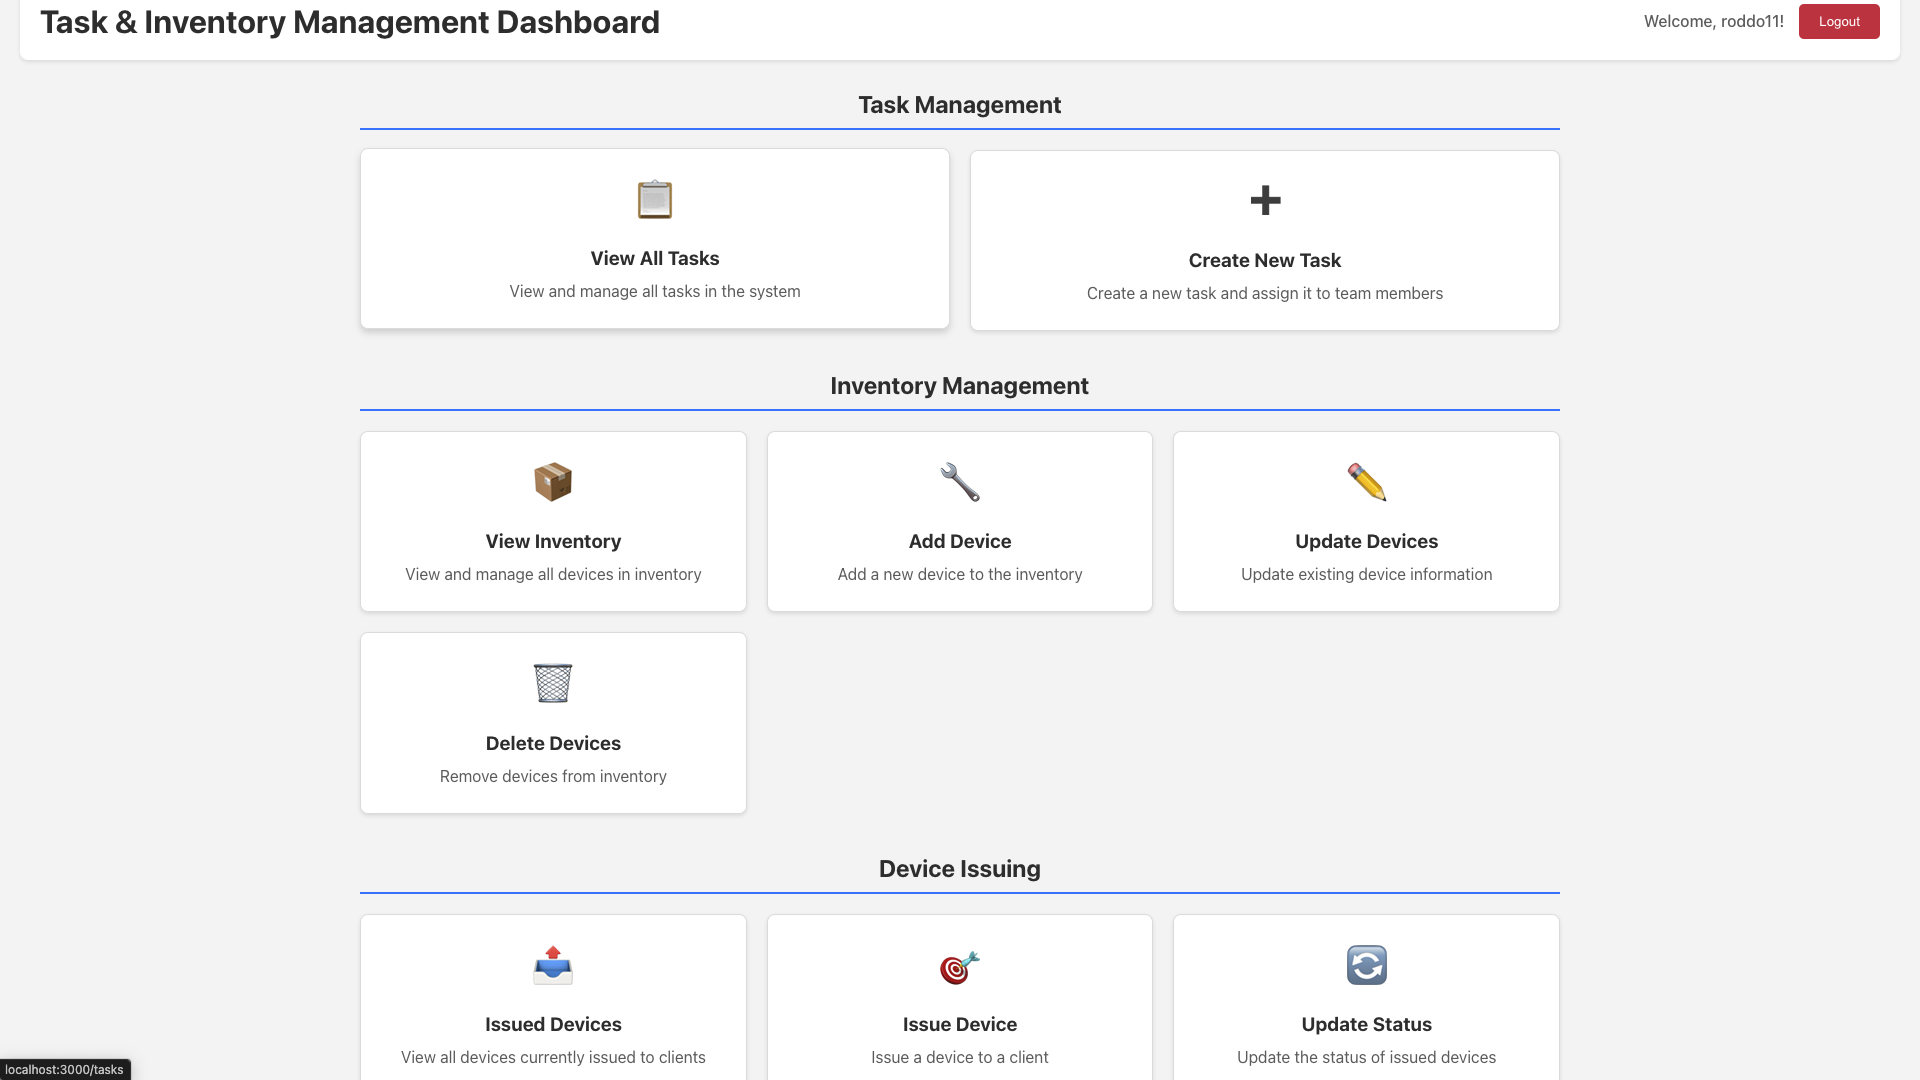 Task & Inventory Management Dashboard
Welcome, roddo11!
Logout
Task Management
View All Tasks
View and manage all tasks in the system
Create New Task
Create a new task and assign it to team members
Inventory Management
View Inventory
View and manage all devices in inventory
Add Device
Add a new device to the inventory
Update Devices
Update existing device information
Delete Devices
Remove devices from inventory
Device Issuing
Issued Devices
View all devices currently issued to clients
Issue Device
Issue a device to a client
Update Status
Update the status of issued devices
localhost:3000/tasks